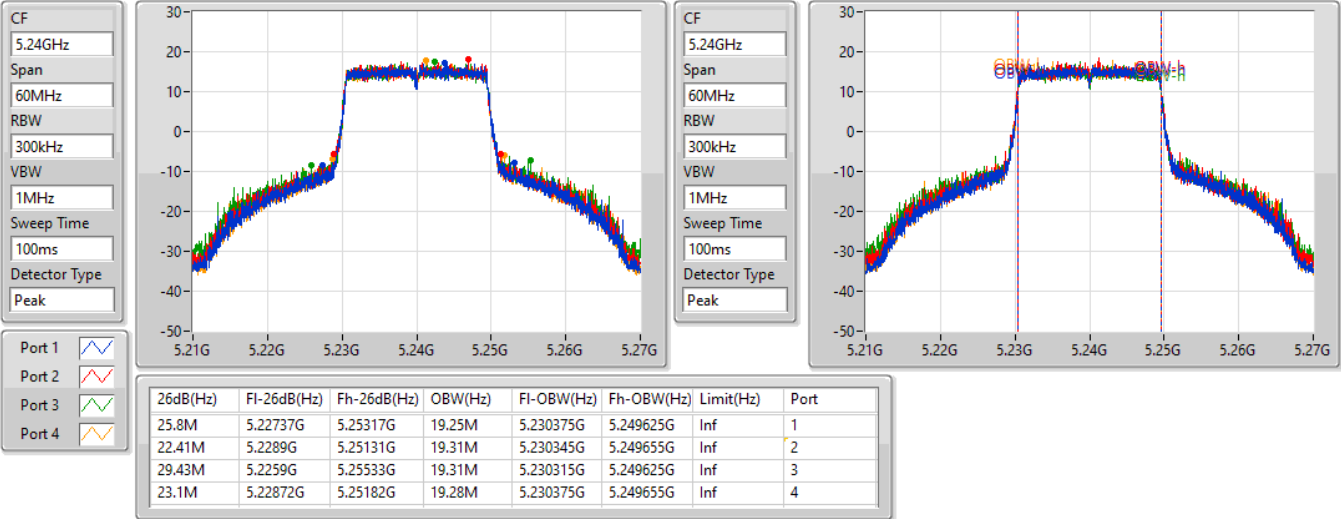 CF
5.24GHz
Span
60MHz
RBW
300kHz
VBW
1MHz
Sweep Time
100ms
Detector Type
Peak
30
20
10
0
-10
-20
-30
-40
-50
5.21G 5.22G 5.23G 5.24G 5.25G 5.26G 5.27G
CF
5.24GHz
Span
60MHz
RBW
300kHz
VBW
1MHz
Sweep Time
100ms
Detector Type
Peak
30
20
10
0
-10
-20
-30
-40
-50
OBW-h
5.21G 5.22G 5.23G 5.24G 5.25G 5.26G 5.27G
Port 1
Port 2
Port 3
Port 4
26dB(Hz) Fl-26dB(Hz) Fh-26dB(Hz) OBW(Hz) Fl-OBW(Hz) Fh-OBW(Hz) Limit(Hz) Port
25.8M 5.22737G 5.25317G 19.25M 5.230375G 5.249625G Inf 1
22.41M 5.2289G 5.25131G 19.31M 5.230345G 5.249655G Inf 2
29.43M 5.2259G 5.25533G 19.31M 5.230315G 5.249625G Inf 3
23.1M 5.22872G 5.25182G 19.28M 5.230375G 5.249655G Inf 4